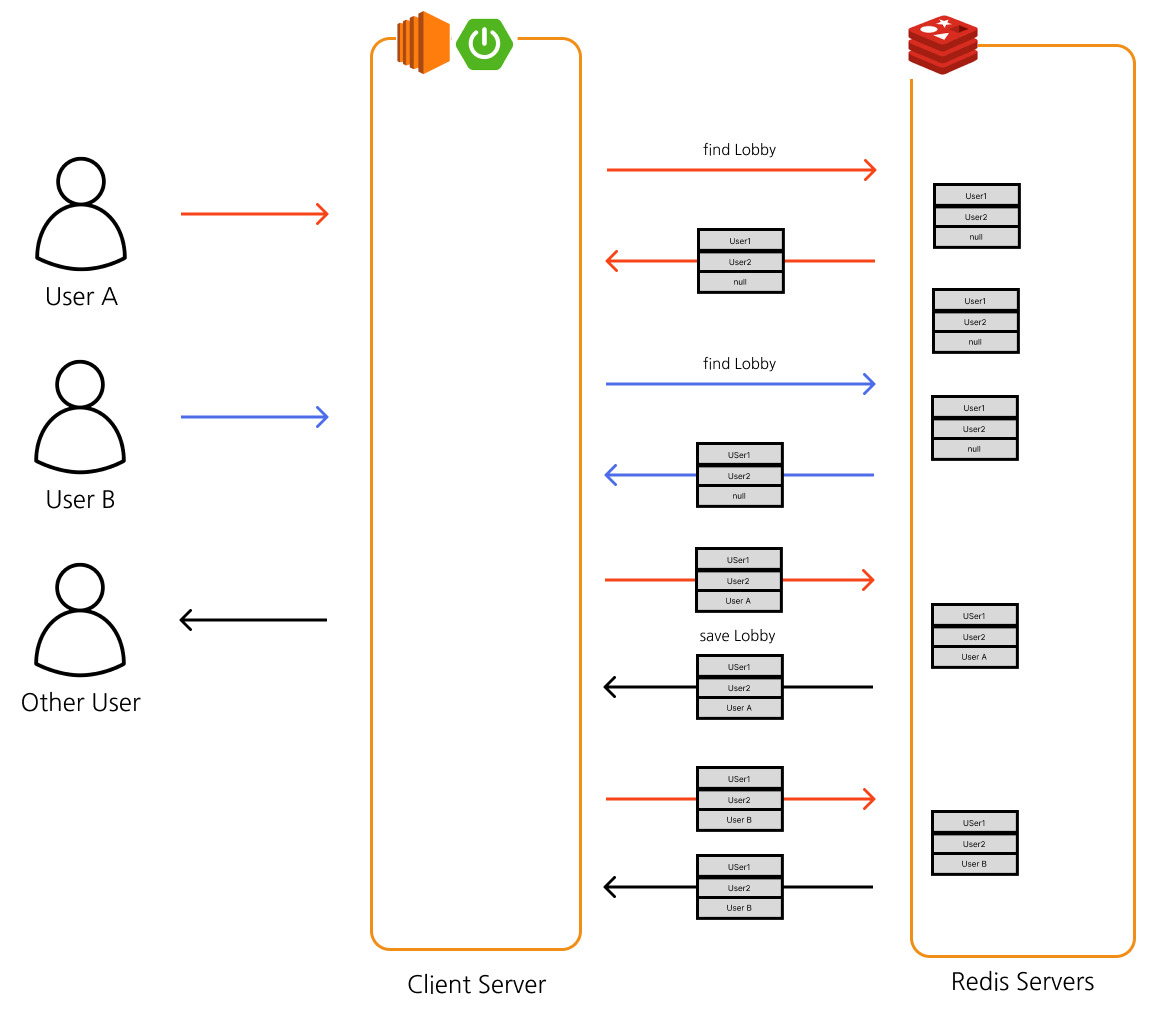 User A
User B
Other User
Client Server
find Lobby
User1
User2
null
find Lobby
USer1
User2
null
USer1
User2
User A
save Lobby
USer1
User2
User A
USer1
User2
User B
USer1
User2
User B
User1
User2
null
User1
User2
null
User1
User2
null
USer1
User2
User A
USer1
User2
User B
Redis Servers